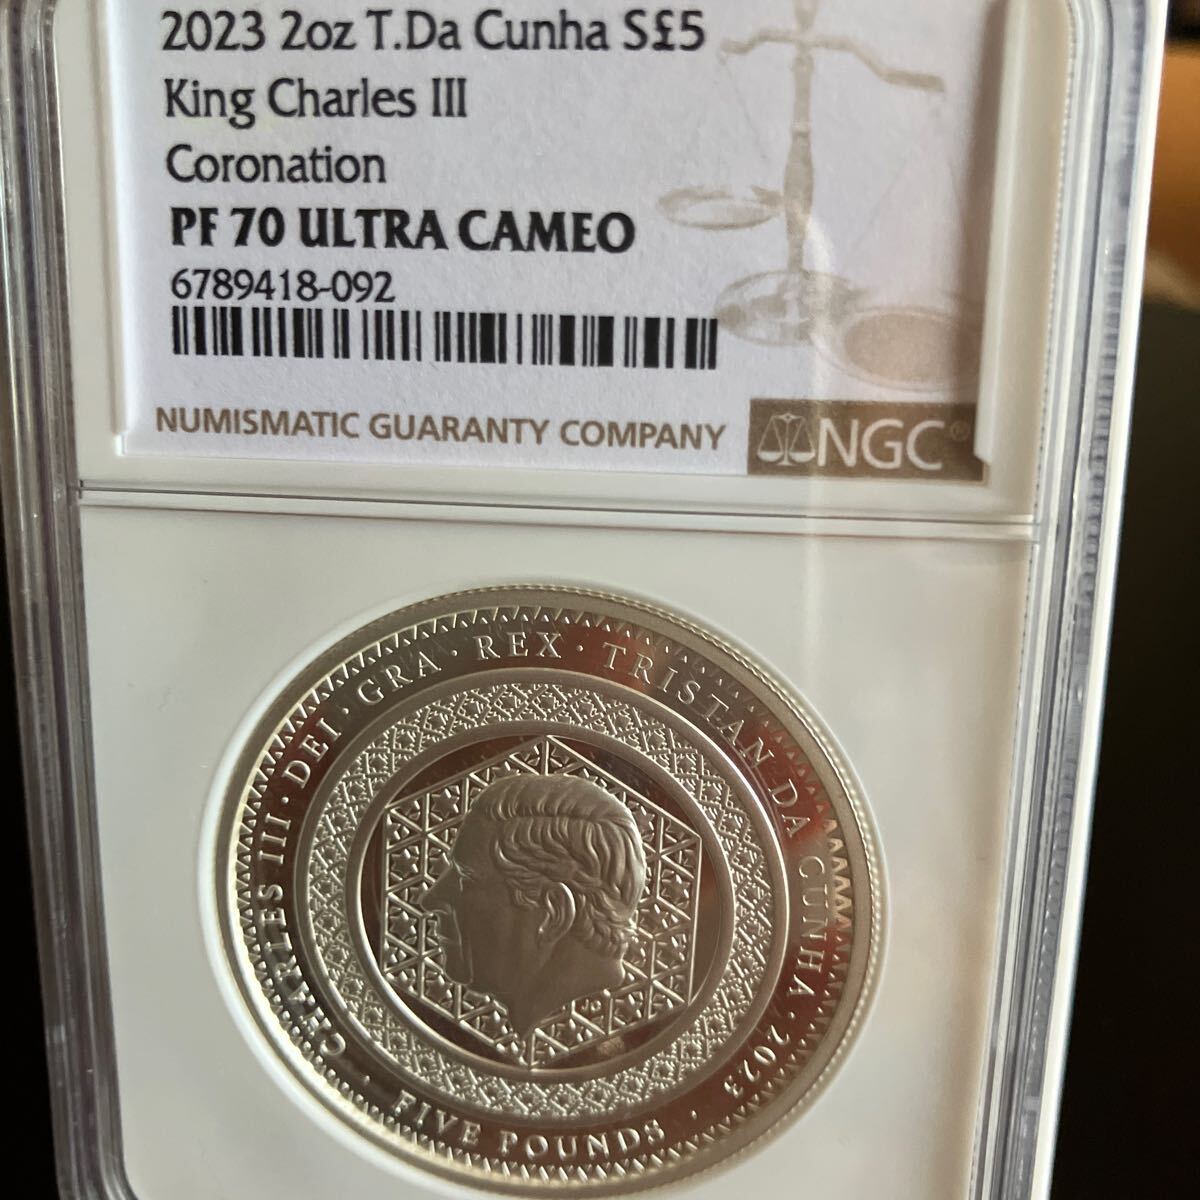 2023 2oz T.Da Cunha S£5
King Charles III
Coronation
PF 70 ULTRA CAMEO
6789418-092
NUMISMATIC GUARANTY COMPANY
NGC®
CHARLES III · DEI · GRA · REX · TRISTAN DA CUNHA · 2023
· FIVE POUNDS ·